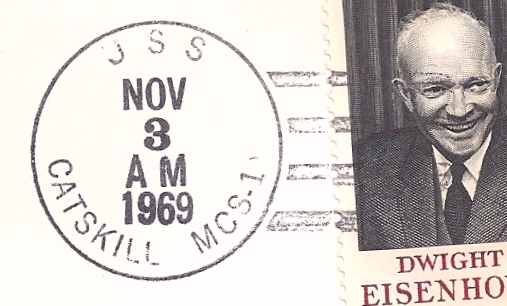 USS
NOV
3
AM
1969
CATSKILL MCS-1
DWIGHT
EISENHO